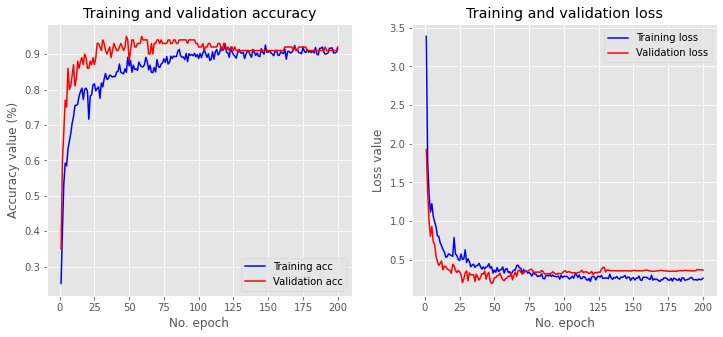 Training and validation accuracy
Accuracy value (%)
0.9
0.8
0.7
0.6
0.5
0.4
0.3
0 25 50 75 100 125 150 175 200
No. epoch
Training acc
Validation acc
Training and validation loss
Loss value
3.5
3.0
2.5
2.0
1.5
1.0
0.5
0 25 50 75 100 125 150 175 200
No. epoch
Training loss
Validation loss